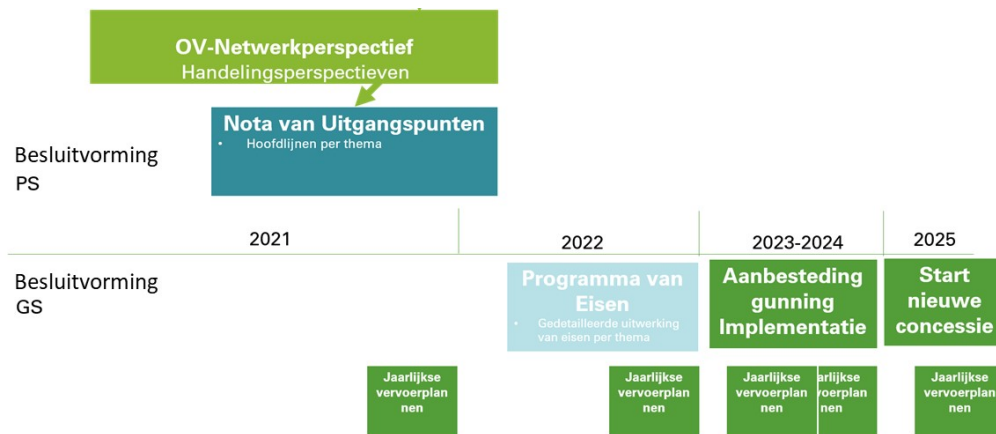 OV-Netwerkperspectief
Handelingsperspectieven
Nota van Uitgangspunten
• Hoofdlijnen per thema
Besluitvorming
PS
2021
2022
2023-2024
2025
Besluitvorming
GS
Programma van
Eisen
• Gedetailleerde uitwerking
van eisen per thema
Aanbesteding
gunning
Implementatie
Start
nieuwe
concessie
Jaarlijkse
vervoerplan
nen
Jaarlijkse
vervoerplan
nen
Jaarlijkse
vervoerplan
nen
arlijkse
rvoerplan
nen
Jaarlijkse
vervoerplan
nen